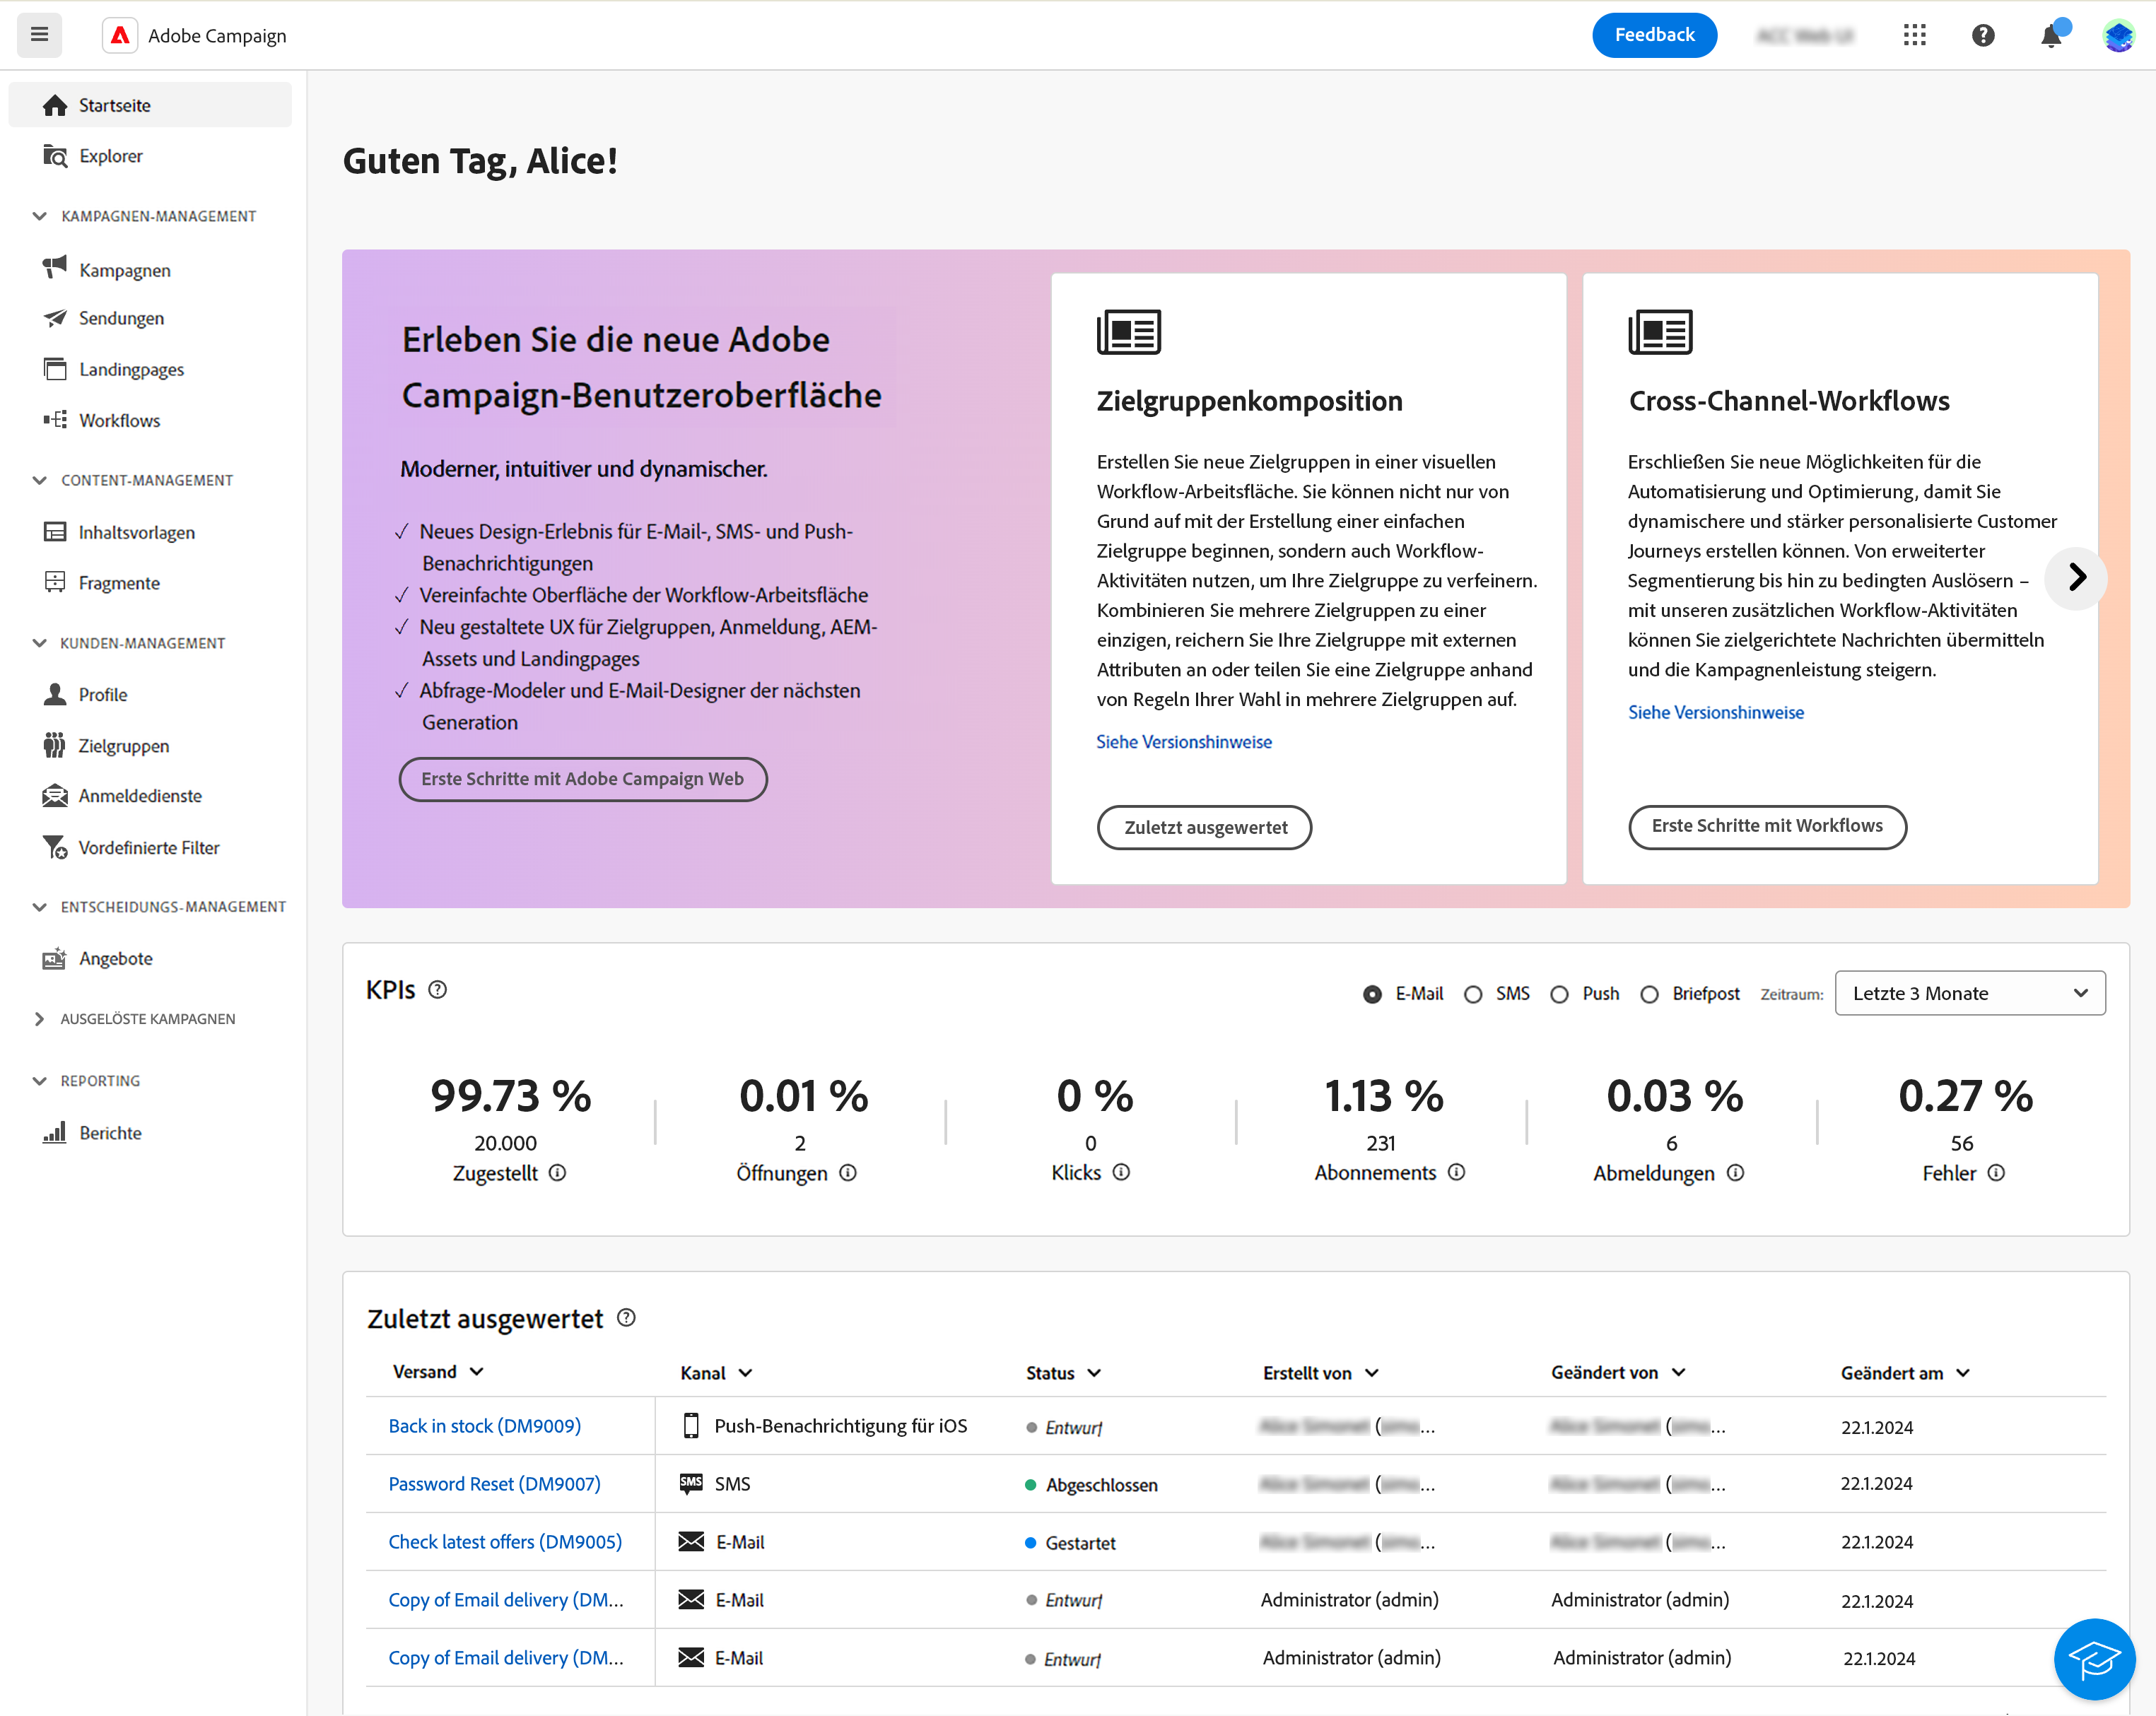 Adobe Campaign
Feedback
Startseite
Explorer
KAMPAGNEN-MANAGEMENT
Kampagnen
Sendungen
Landingpages
Workflows
CONTENT-MANAGEMENT
Inhaltsvorlagen
Fragmente
KUNDEN-MANAGEMENT
Profile
Zielgruppen
Anmeldedienste
Vordefinierte Filter
ENTSCHEIDUNGS-MANAGEMENT
Angebote
AUSGELÖSTE KAMPAGNEN
REPORTING
Berichte
Guten Tag, Alice!
Erleben Sie die neue Adobe
Campaign-Benutzeroberfläche
Moderner, intuitiver und dynamischer.
✓ Neues Design-Erlebnis für E-Mail-, SMS- und Push-
Benachrichtigungen
✓ Vereinfachte Oberfläche der Workflow-Arbeitsfläche
✓ Neu gestaltete UX für Zielgruppen, Anmeldung, AEM-
Assets und Landingpages
✓ Abfrage-Modeler und E-Mail-Designer der nächsten
Generation
Erste Schritte mit Adobe Campaign Web
Zielgruppenkomposition
Erstellen Sie neue Zielgruppen in einer visuellen
Workflow-Arbeitsfläche. Sie können nicht nur von
Grund auf mit der Erstellung einer einfachen
Zielgruppe beginnen, sondern auch Workflow-
Aktivitäten nutzen, um Ihre Zielgruppe zu verfeinern.
Kombinieren Sie mehrere Zielgruppen zu einer
einzigen, reichern Sie Ihre Zielgruppe mit externen
Attributen an oder teilen Sie eine Zielgruppe anhand
von Regeln Ihrer Wahl in mehrere Zielgruppen auf.
Siehe Versionshinweise
Zuletzt ausgewertet
Cross-Channel-Workflows
Erschließen Sie neue Möglichkeiten für die
Automatisierung und Optimierung, damit Sie
dynamischere und stärker personalisierte Customer
Journeys erstellen können. Von erweiterter
Segmentierung bis hin zu bedingten Auslösern –
mit unseren zusätzlichen Workflow-Aktivitäten
können Sie zielgerichtete Nachrichten übermitteln
und die Kampagnenleistung steigern.
Siehe Versionshinweise
Erste Schritte mit Workflows
KPIs
E-Mail SMS Push Briefpost Zeitraum: Letzte 3 Monate
99.73 % 0.01 % 0 % 1.13 % 0.03 % 0.27 %
20.000 2 0 231 6 56
Zugestellt Öffnungen Klicks Abonnements Abmeldungen Fehler
Zuletzt ausgewertet
Versand Kanal Status Erstellt von Geändert von Geändert am
Back in stock (DM9009) Push-Benachrichtigung für iOS Entwurf 22.1.2024
Password Reset (DM9007) SMS SMS Abgeschlossen 22.1.2024
Check latest offers (DM9005) E-Mail Gestartet 22.1.2024
Copy of Email delivery (DM... E-Mail Entwurf Administrator (admin) Administrator (admin) 22.1.2024
Copy of Email delivery (DM... E-Mail Entwurf Administrator (admin) Administrator (admin) 22.1.2024